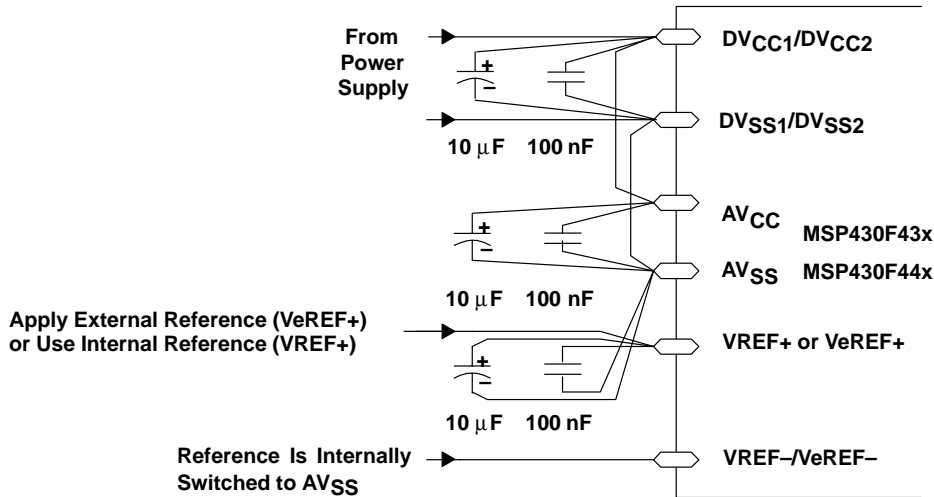 From
Power
Supply
+
−
10 μF 100 nF
DVCC1/DVCC2
DVSS1/DVSS2
+
−
10 μF 100 nF
AVCC
MSP430F43x
AVSS
MSP430F44x
Apply External Reference (VeREF+)
or Use Internal Reference (VREF+)
+
−
10 μF 100 nF
VREF+ or VeREF+
Reference Is Internally
Switched to AVSS
VREF–/VeREF–